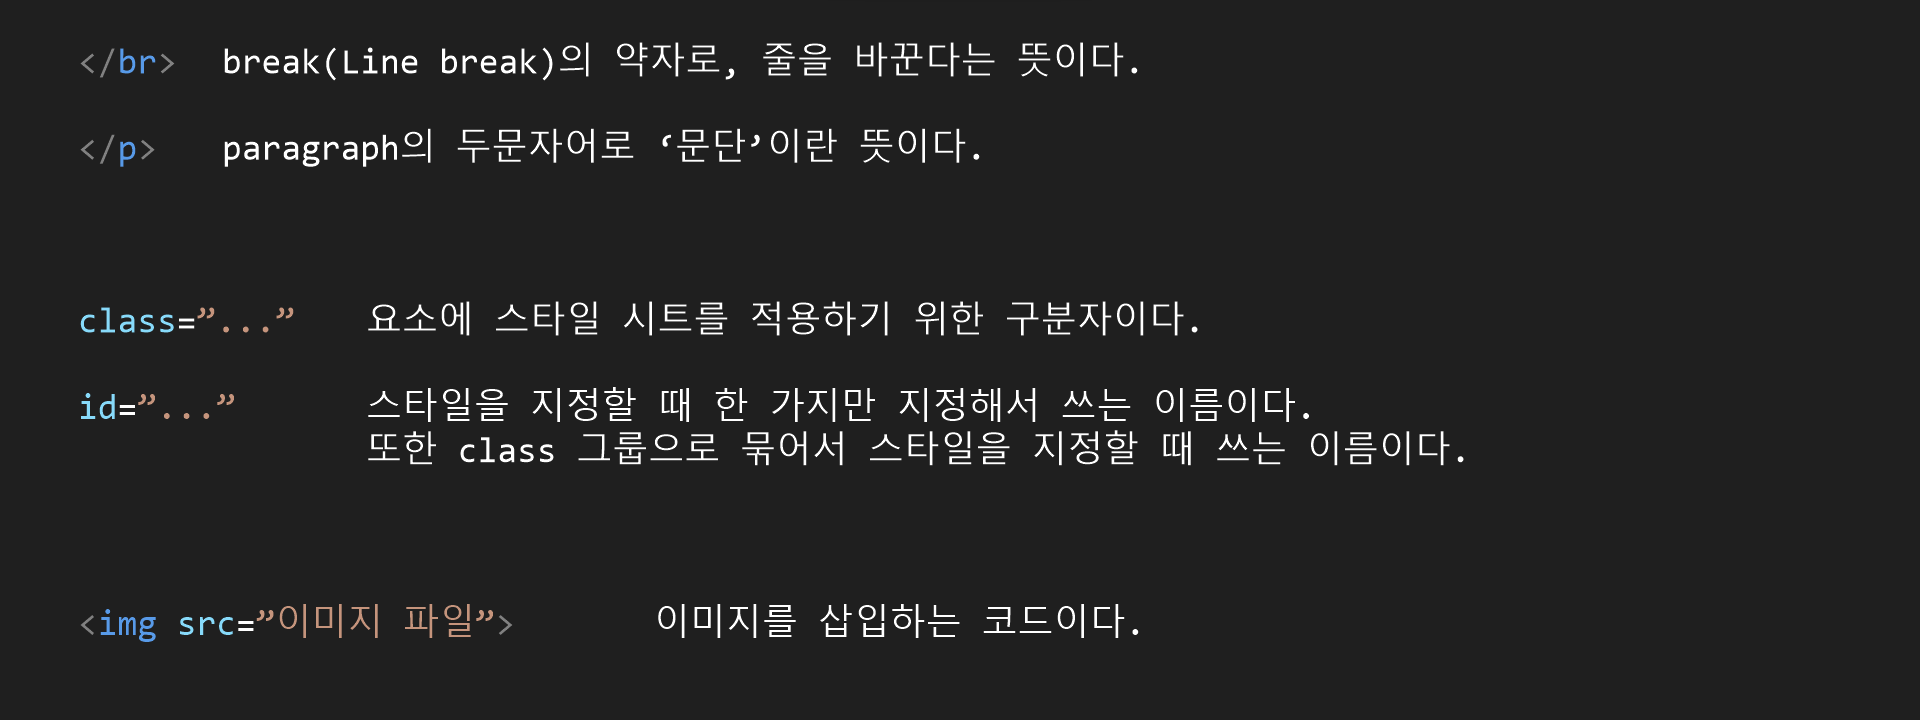 </br> break(Line break)의 약자로, 줄을 바꾼다는 뜻이다.
</p> paragraph의 두문자어로 ‘문단’이란 뜻이다.
class=”...” 요소에 스타일 시트를 적용하기 위한 구분자이다.
id=”...” 스타일을 지정할 때 한 가지만 지정해서 쓰는 이름이다.
또한 class 그룹으로 묶어서 스타일을 지정할 때 쓰는 이름이다.
<img src=”이미지 파일”> 이미지를 삽입하는 코드이다.